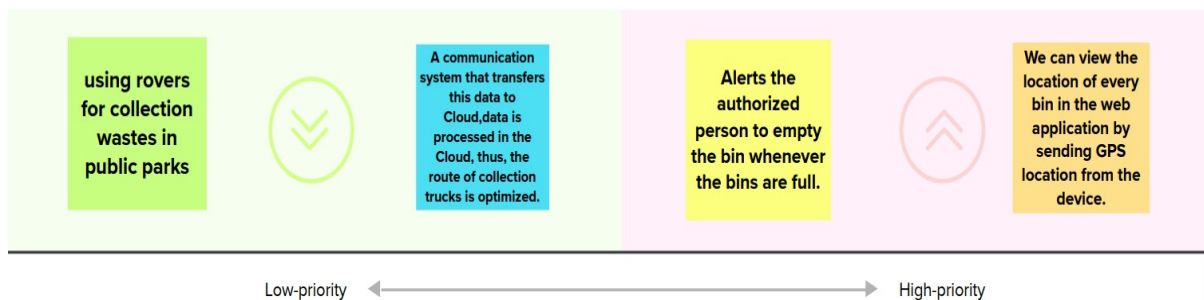 using rovers
for collection
wastes in
public parks
A communication
system that transfers
this data to
Cloud,data is
processed in the
Cloud, thus, the
route of collection
trucks is optimized.
Alerts the
authorized
person to empty
the bin whenever
the bins are full.
We can view the
location of every
bin in the web
application by
sending GPS
location from the
device.
Low-priority
High-priority